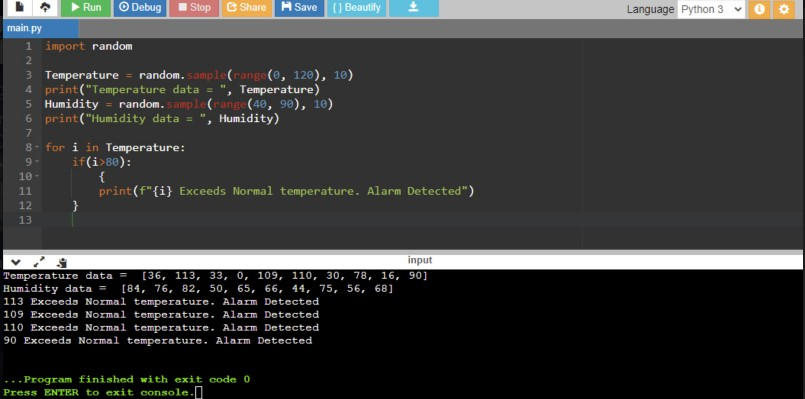 Run Debug Stop Share Save { } Beautify Language Python 3
main.py
1 import random
2
3 Temperature = random.sample(range(0, 120), 10)
4 print("Temperature data = ", Temperature)
5 Humidity = random.sample(range(40, 90), 10)
6 print("Humidity data = ", Humidity)
7
8 for i in Temperature:
9     if(i>80):
10         {
11         print(f"{i} Exceeds Normal temperature. Alarm Detected")
12     }
13
input
Temperature data =  [36, 113, 33, 0, 109, 110, 30, 78, 16, 90]
Humidity data =  [84, 76, 82, 50, 65, 66, 44, 75, 56, 68]
113 Exceeds Normal temperature. Alarm Detected
109 Exceeds Normal temperature. Alarm Detected
110 Exceeds Normal temperature. Alarm Detected
90 Exceeds Normal temperature. Alarm Detected
...Program finished with exit code 0
Press ENTER to exit console.